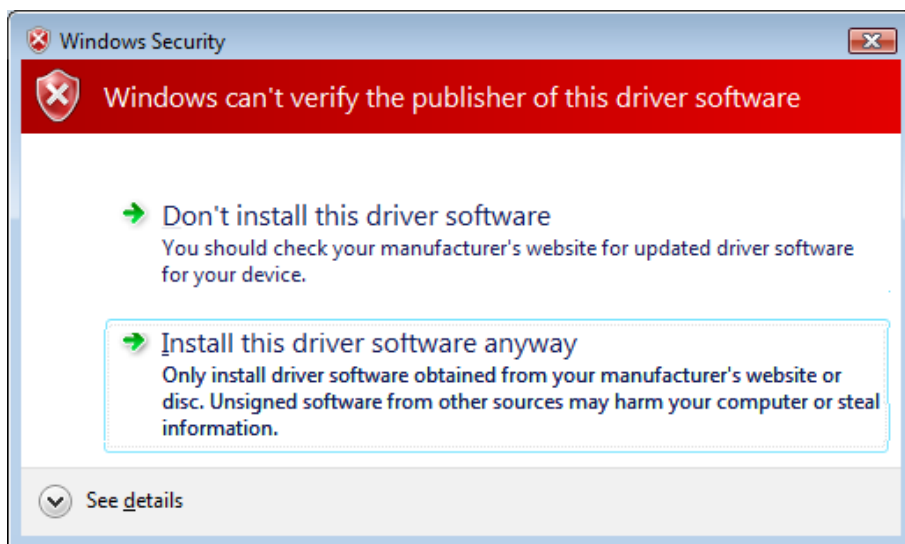 Windows Security
Windows can't verify the publisher of this driver software
Don't install this driver software
You should check your manufacturer's website for updated driver software
for your device.
Install this driver software anyway
Only install driver software obtained from your manufacturer's website or
disc. Unsigned software from other sources may harm your computer or steal
information.
See details